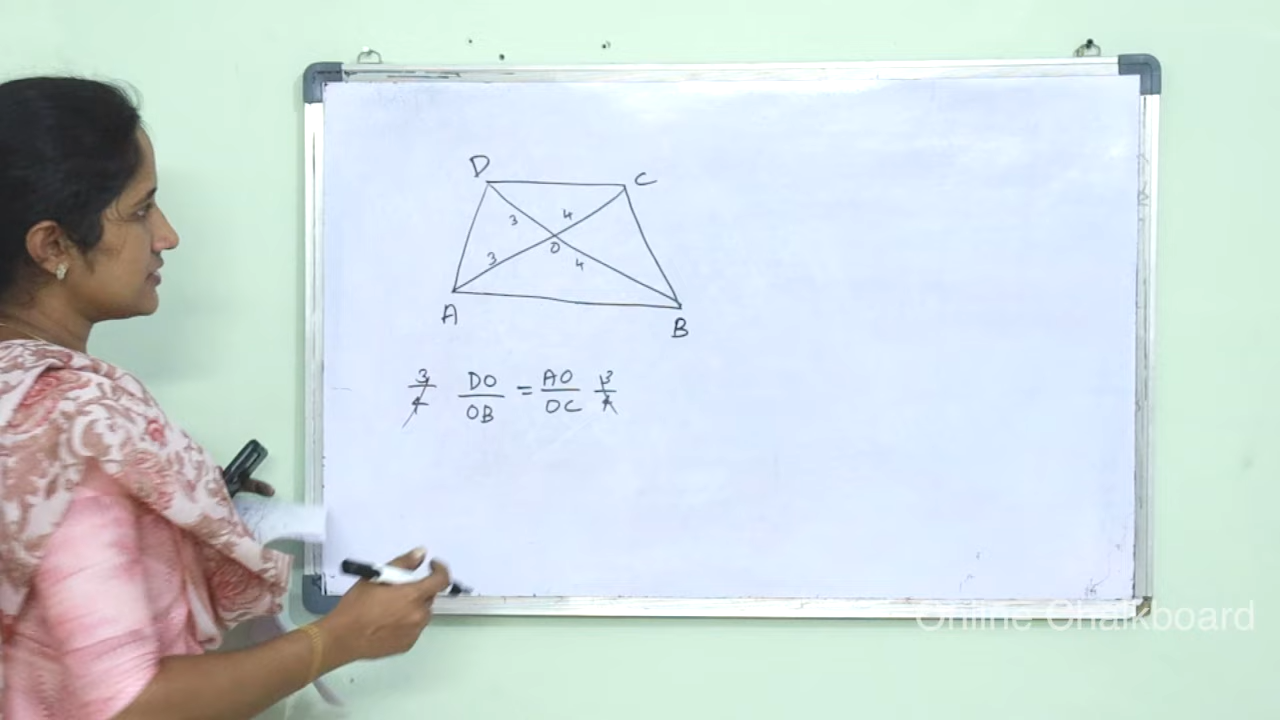 D C
3 4
3 O 4
A B
3/4 DO/OB = AO/OC 3/4
Online Chalkboard